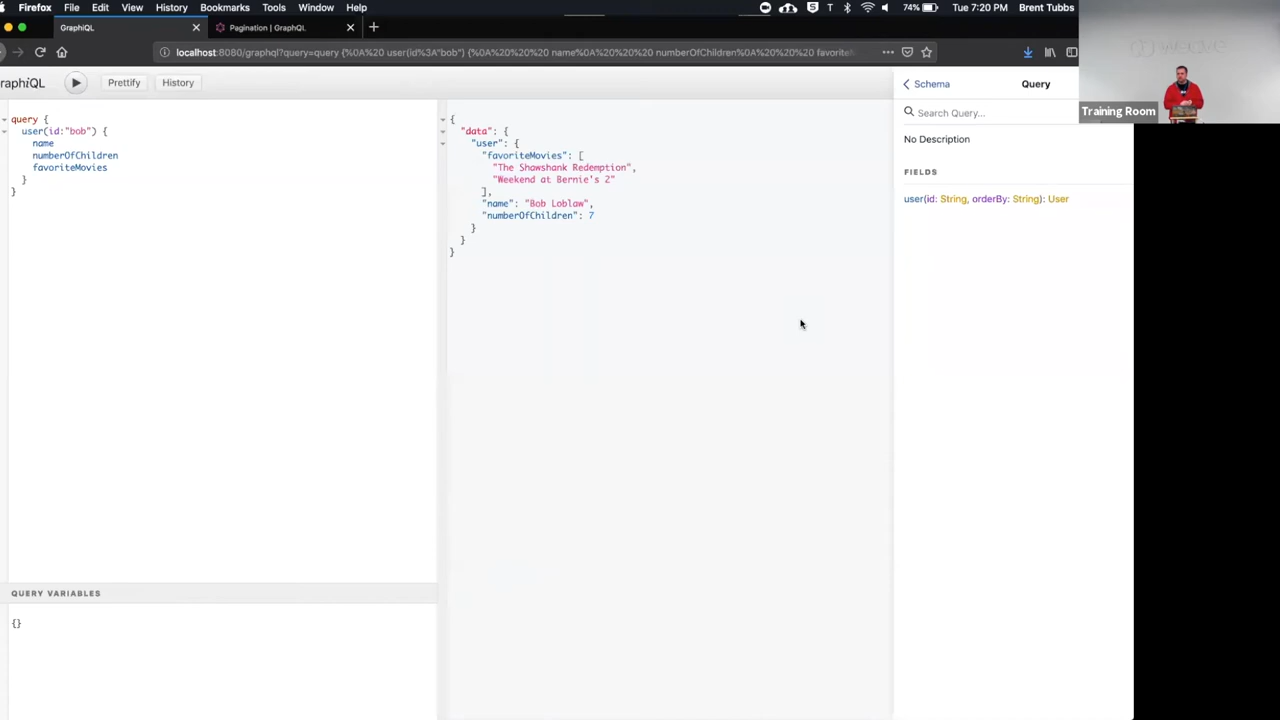 Firefox File Edit View History Bookmarks Tools Window Help 74% Tue 7:20 PM Brent Tubbs
GraphiQL Pagination | GraphQL
localhost:8080/graphql?query=query {%0A%20 user(id%3A"bob") {%0A%20%20%20 name%0A%20%20%20 numberOfChildren%0A%20%20%20 favoriteM
raphiQL Prettify History
Schema Query
Search Query...
No Description
FIELDS
user(id: String, orderBy: String): User
query {
user(id:"bob") {
name
numberOfChildren
favoriteMovies
}
}
{
"data": {
"user": {
"favoriteMovies": [
"The Shawshank Redemption",
"Weekend at Bernie's 2"
],
"name": "Bob Loblaw",
"numberOfChildren": 7
}
}
}
QUERY VARIABLES
{}
Training Room